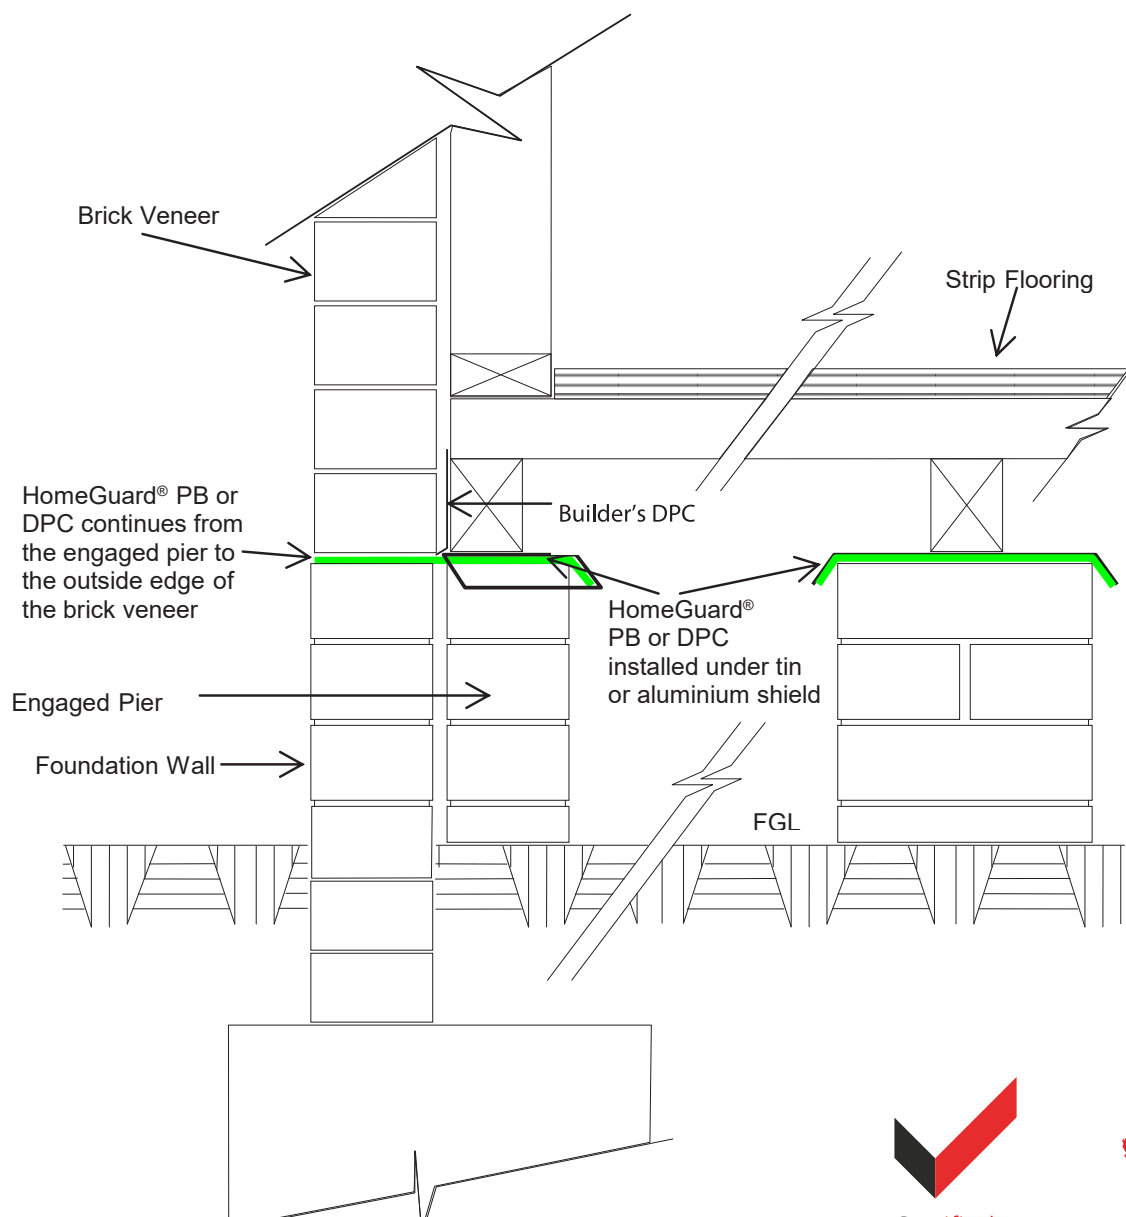 Brick Veneer
Strip Flooring
HomeGuard® PB or
DPC continues from
the engaged pier to
the outside edge of
the brick veneer
Builder's DPC
HomeGuard®
PB or DPC
installed under tin
or aluminium shield
Engaged Pier
Foundation Wall
FGL